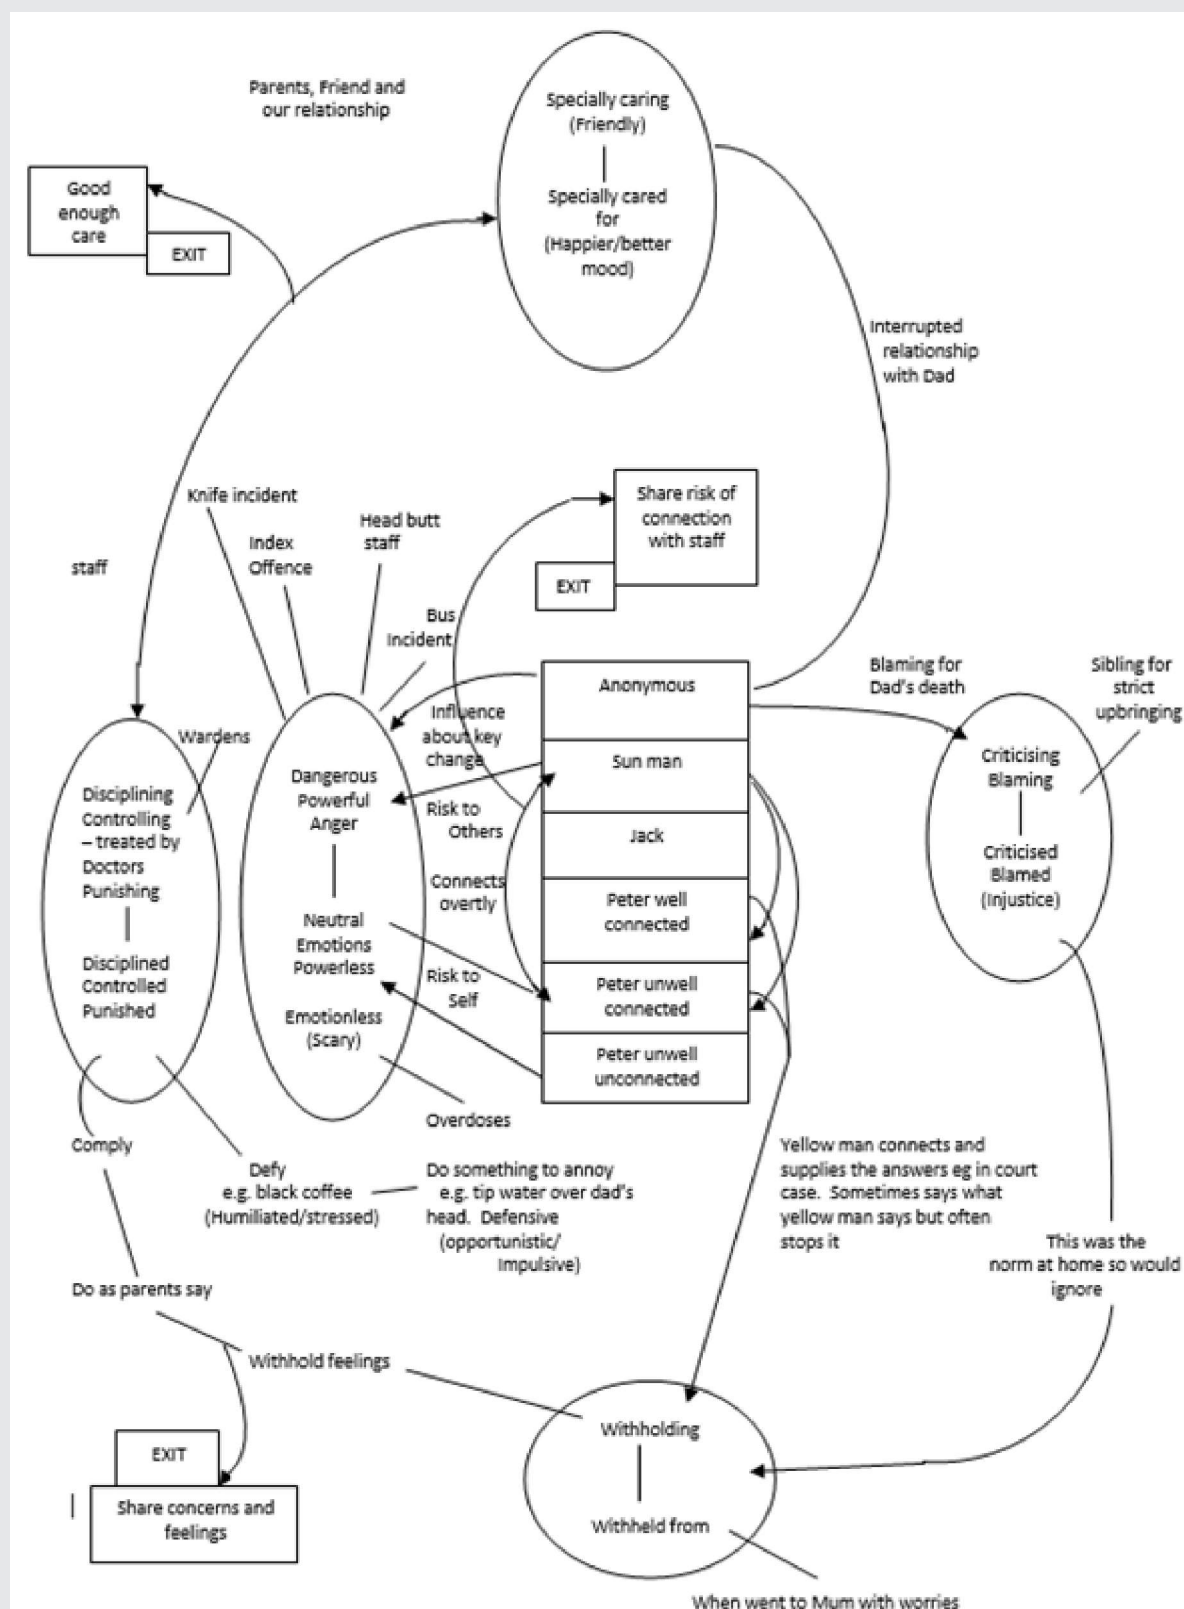 Parents, Friend and
our relationship
Specially caring
(Friendly)
Specially cared
for
(Happier/better
mood)
Good
enough
care
EXIT
Interrupted
relationship
with Dad
Knife incident
Index
Offence
Head butt
staff
staff
Share risk of
connection
with staff
EXIT
Bus
Incident
Influence
about key
change
Anonymous
Sun man
Jack
Peter well
connected
Peter unwell
connected
Peter unwell
unconnected
Blaming for
Dad's death
Sibling for
strict
upbringing
Criticising
Blaming
Criticised
Blamed
(Injustice)
Wardens
Disciplining
Controlling
– treated by
Doctors
Punishing
Disciplined
Controlled
Punished
Dangerous
Powerful
Anger
Neutral
Emotions
Powerless
Emotionless
(Scary)
Risk to
Others
Connects
overtly
Risk to
Self
Overdoses
Comply
Defy
e.g. black coffee
(Humiliated/stressed)
Do something to annoy
e.g. tip water over dad's
head. Defensive
(opportunistic/
Impulsive)
Yellow man connects and
supplies the answers eg in court
case. Sometimes says what
yellow man says but often
stops it
This was the
norm at home so would
ignore
Do as parents say
Withhold feelings
EXIT
Share concerns and
feelings
Withholding
Withheld from
When went to Mum with worries